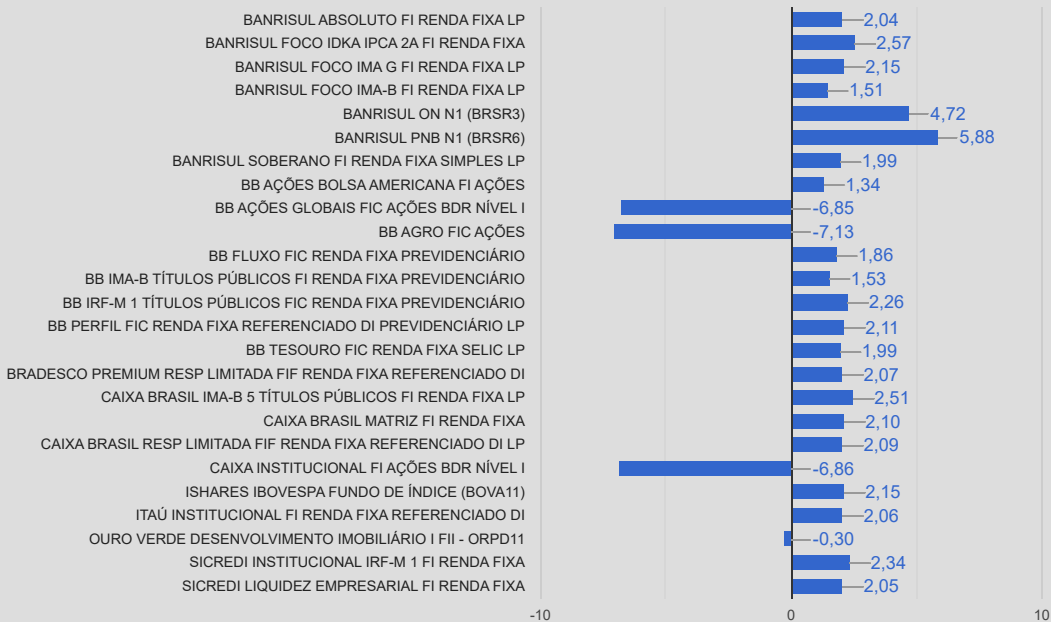 BANRISUL ABSOLUTO FI RENDA FIXA LP 2,04
BANRISUL FOCO IDKA IPCA 2A FI RENDA FIXA 2,57
BANRISUL FOCO IMA G FI RENDA FIXA LP 2,15
BANRISUL FOCO IMA-B FI RENDA FIXA LP 1,51
BANRISUL ON N1 (BRSR3) 4,72
BANRISUL PNB N1 (BRSR6) 5,88
BANRISUL SOBERANO FI RENDA FIXA SIMPLES LP 1,99
BB AÇÕES BOLSA AMERICANA FI AÇÕES 1,34
BB AÇÕES GLOBAIS FIC AÇÕES BDR NÍVEL I -6,85
BB AGRO FIC AÇÕES -7,13
BB FLUXO FIC RENDA FIXA PREVIDENCIÁRIO 1,86
BB IMA-B TÍTULOS PÚBLICOS FI RENDA FIXA PREVIDENCIÁRIO 1,53
BB IRF-M 1 TÍTULOS PÚBLICOS FIC RENDA FIXA PREVIDENCIÁRIO 2,26
BB PERFIL FIC RENDA FIXA REFERENCIADO DI PREVIDENCIÁRIO LP 2,11
BB TESOURO FIC RENDA FIXA SELIC LP 1,99
BRADESCO PREMIUM RESP LIMITADA FIF RENDA FIXA REFERENCIADO DI 2,07
CAIXA BRASIL IMA-B 5 TÍTULOS PÚBLICOS FI RENDA FIXA LP 2,51
CAIXA BRASIL MATRIZ FI RENDA FIXA 2,10
CAIXA BRASIL RESP LIMITADA FIF RENDA FIXA REFERENCIADO DI LP 2,09
CAIXA INSTITUCIONAL FI AÇÕES BDR NÍVEL I -6,86
ISHARES IBOVESPA FUNDO DE ÍNDICE (BOVA11) 2,15
ITAÚ INSTITUCIONAL FI RENDA FIXA REFERENCIADO DI 2,06
OURO VERDE DESENVOLVIMENTO IMOBILIÁRIO I FII - ORPD11 -0,30
SICREDI INSTITUCIONAL IRF-M 1 FI RENDA FIXA 2,34
SICREDI LIQUIDEZ EMPRESARIAL FI RENDA FIXA 2,05
-10 0 10